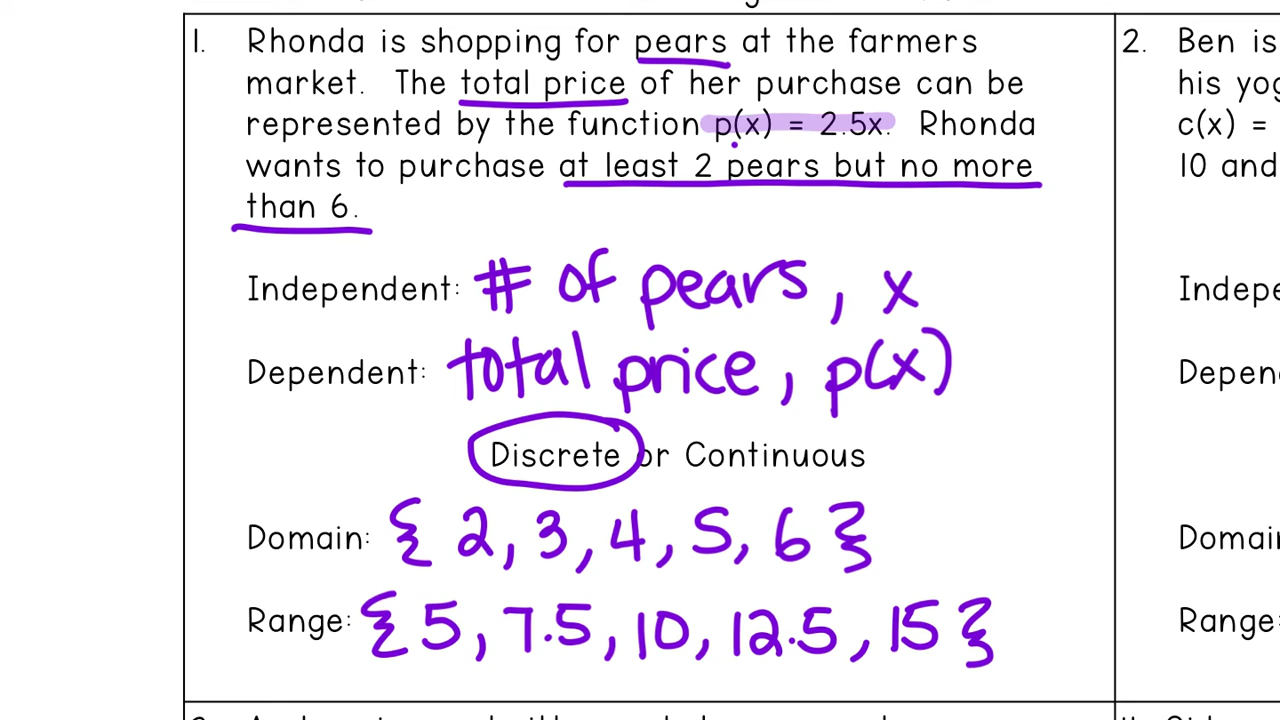 1. Rhonda is shopping for pears at the farmers
market. The total price of her purchase can be
represented by the function p(x) = 2.5x. Rhonda
wants to purchase at least 2 pears but no more
than 6.
Independent: # of pears, x
Dependent: total price, p(x)
Discrete or Continuous
Domain: { 2, 3, 4, 5, 6 }
Range: { 5, 7.5, 10, 12.5, 15 }
2. Ben is
his yog
c(x) =
10 and
Indepe
Depen
Domai
Range: